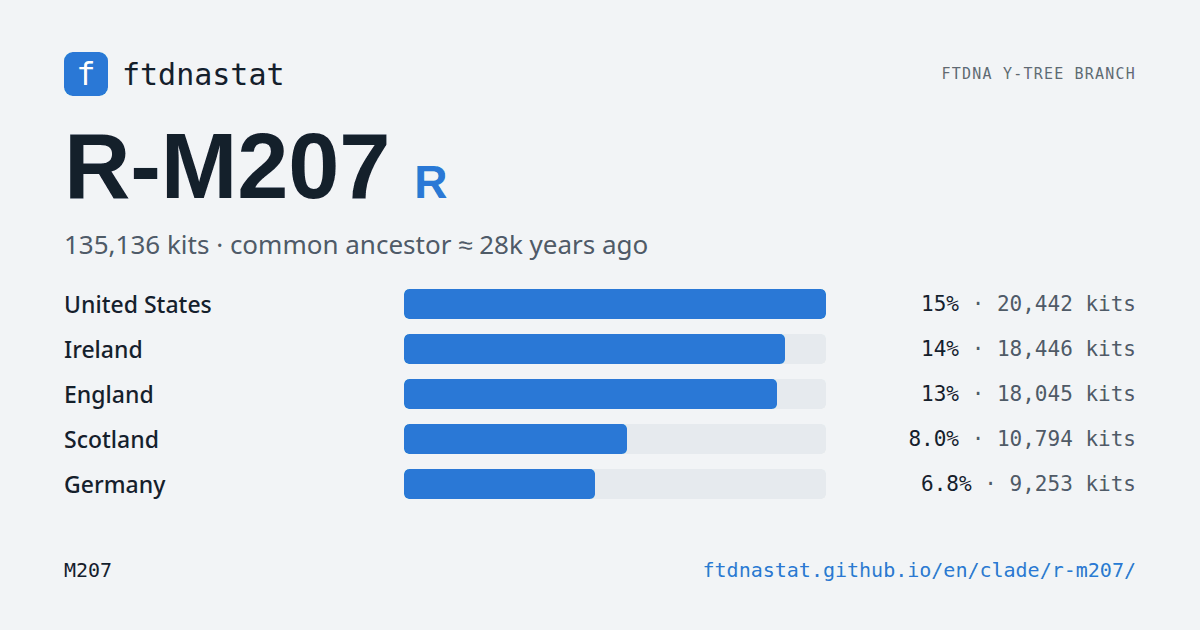 f ftdnastat
FTDNA Y-TREE BRANCH
R-M207 R
135,136 kits · common ancestor ≈ 28k years ago
United States 15% · 20,442 kits
Ireland 14% · 18,446 kits
England 13% · 18,045 kits
Scotland 8.0% · 10,794 kits
Germany 6.8% · 9,253 kits
M207
ftdnastat.github.io/en/clade/r-m207/